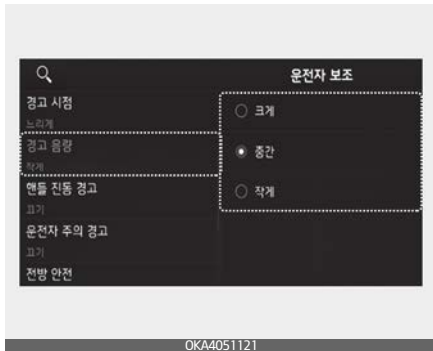 운전자 보조
경고 시점
느리게
경고 음량
작게
핸들 진동 경고
끄기
운전자 주의 경고
끄기
전방 안전
크게
중간
작게
OKA4051121